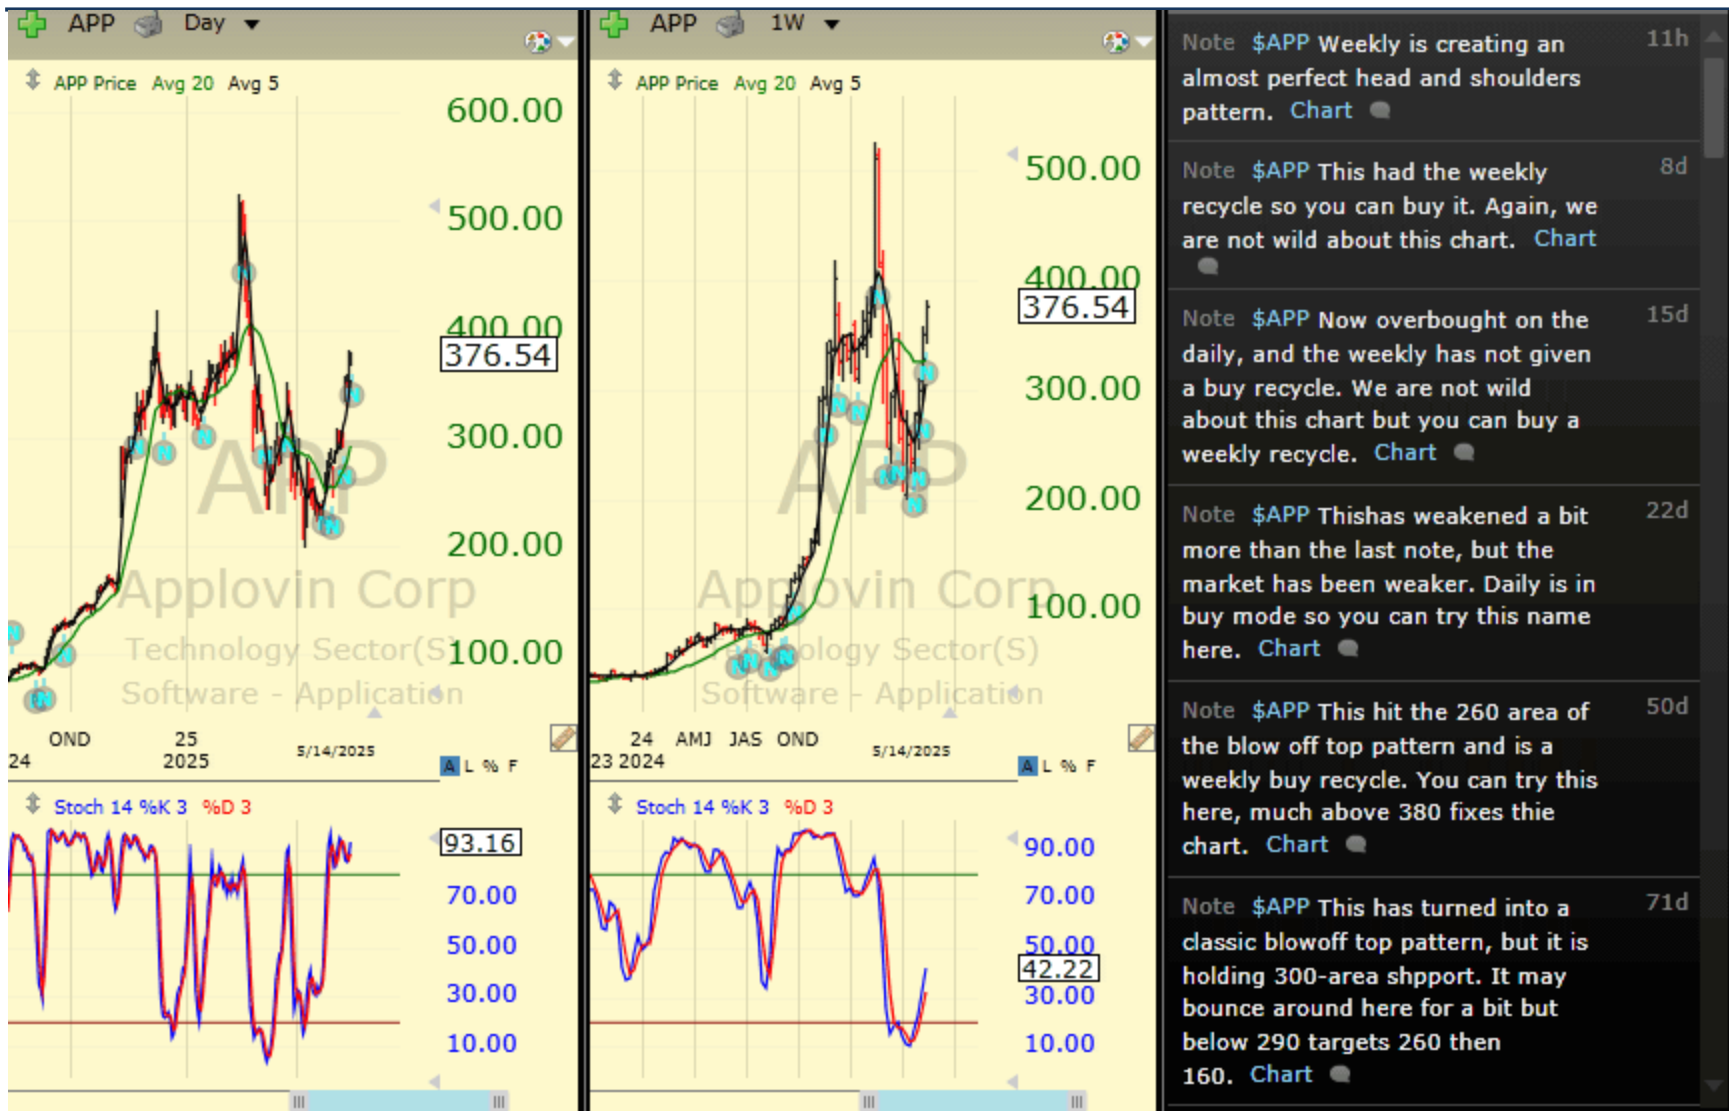 APP Day
APP Price Avg 20 Avg 5
600.00
500.00
400.00
376.54
300.00
200.00
100.00
APP
Applovin Corp
Technology Sector(S)
Software - Application
OND 25
24 2025
5/14/2025
A L % F
Stoch 14 %K 3 %D 3
93.16
70.00
50.00
30.00
10.00
APP 1W
APP Price Avg 20 Avg 5
500.00
400.00
376.54
300.00
200.00
100.00
APP
Applovin Corp
Technology Sector(S)
Software - Application
24 AMJ JAS OND
23 2024
5/14/2025
A L % F
Stoch 14 %K 3 %D 3
90.00
70.00
50.00
42.22
30.00
10.00
Note $APP Weekly is creating an 11h
almost perfect head and shoulders
pattern. Chart
Note $APP This had the weekly 8d
recycle so you can buy it. Again, we
are not wild about this chart. Chart
Note $APP Now overbought on the 15d
daily, and the weekly has not given
a buy recycle. We are not wild
about this chart but you can buy a
weekly recycle. Chart
Note $APP Thishas weakened a bit 22d
more than the last note, but the
market has been weaker. Daily is in
buy mode so you can try this name
here. Chart
Note $APP This hit the 260 area of 50d
the blow off top pattern and is a
weekly buy recycle. You can try this
here, much above 380 fixes thie
chart. Chart
Note $APP This has turned into a 71d
classic blowoff top pattern, but it is
holding 300-area shpport. It may
bounce around here for a bit but
below 290 targets 260 then
160. Chart